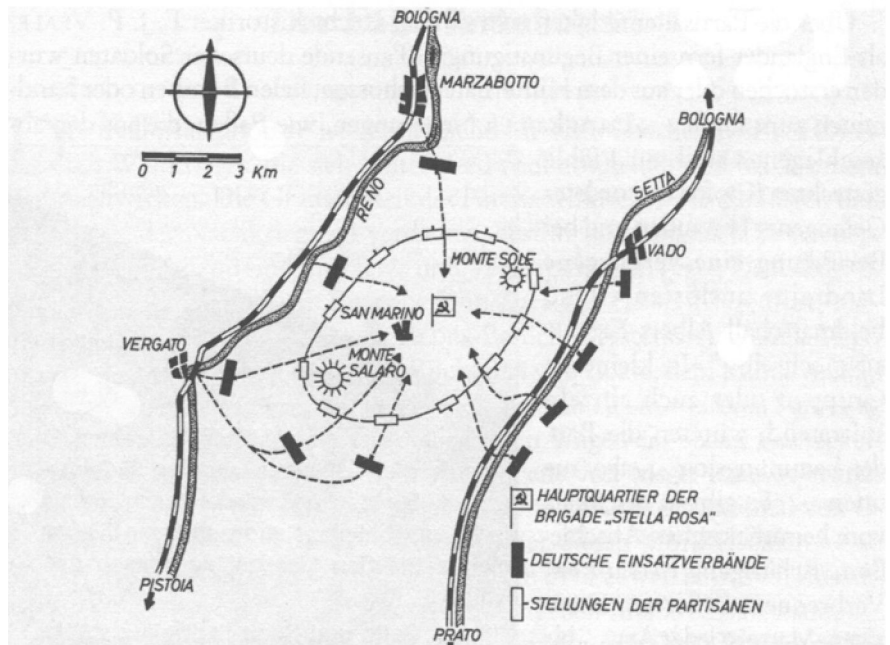 BOLOGNA
MARZABOTTO
BOLOGNA
0 1 2 3 Km
RENO
SETTA
MONTE SOLE
VADO
SAN MARINO
VERGATO
MONTE
SALARO
HAUPTQUARTIER DER
BRIGADE „STELLA ROSA"
DEUTSCHE EINSATZVERBÄNDE
PISTOIA
STELLUNGEN DER PARTISANEN
PRATO